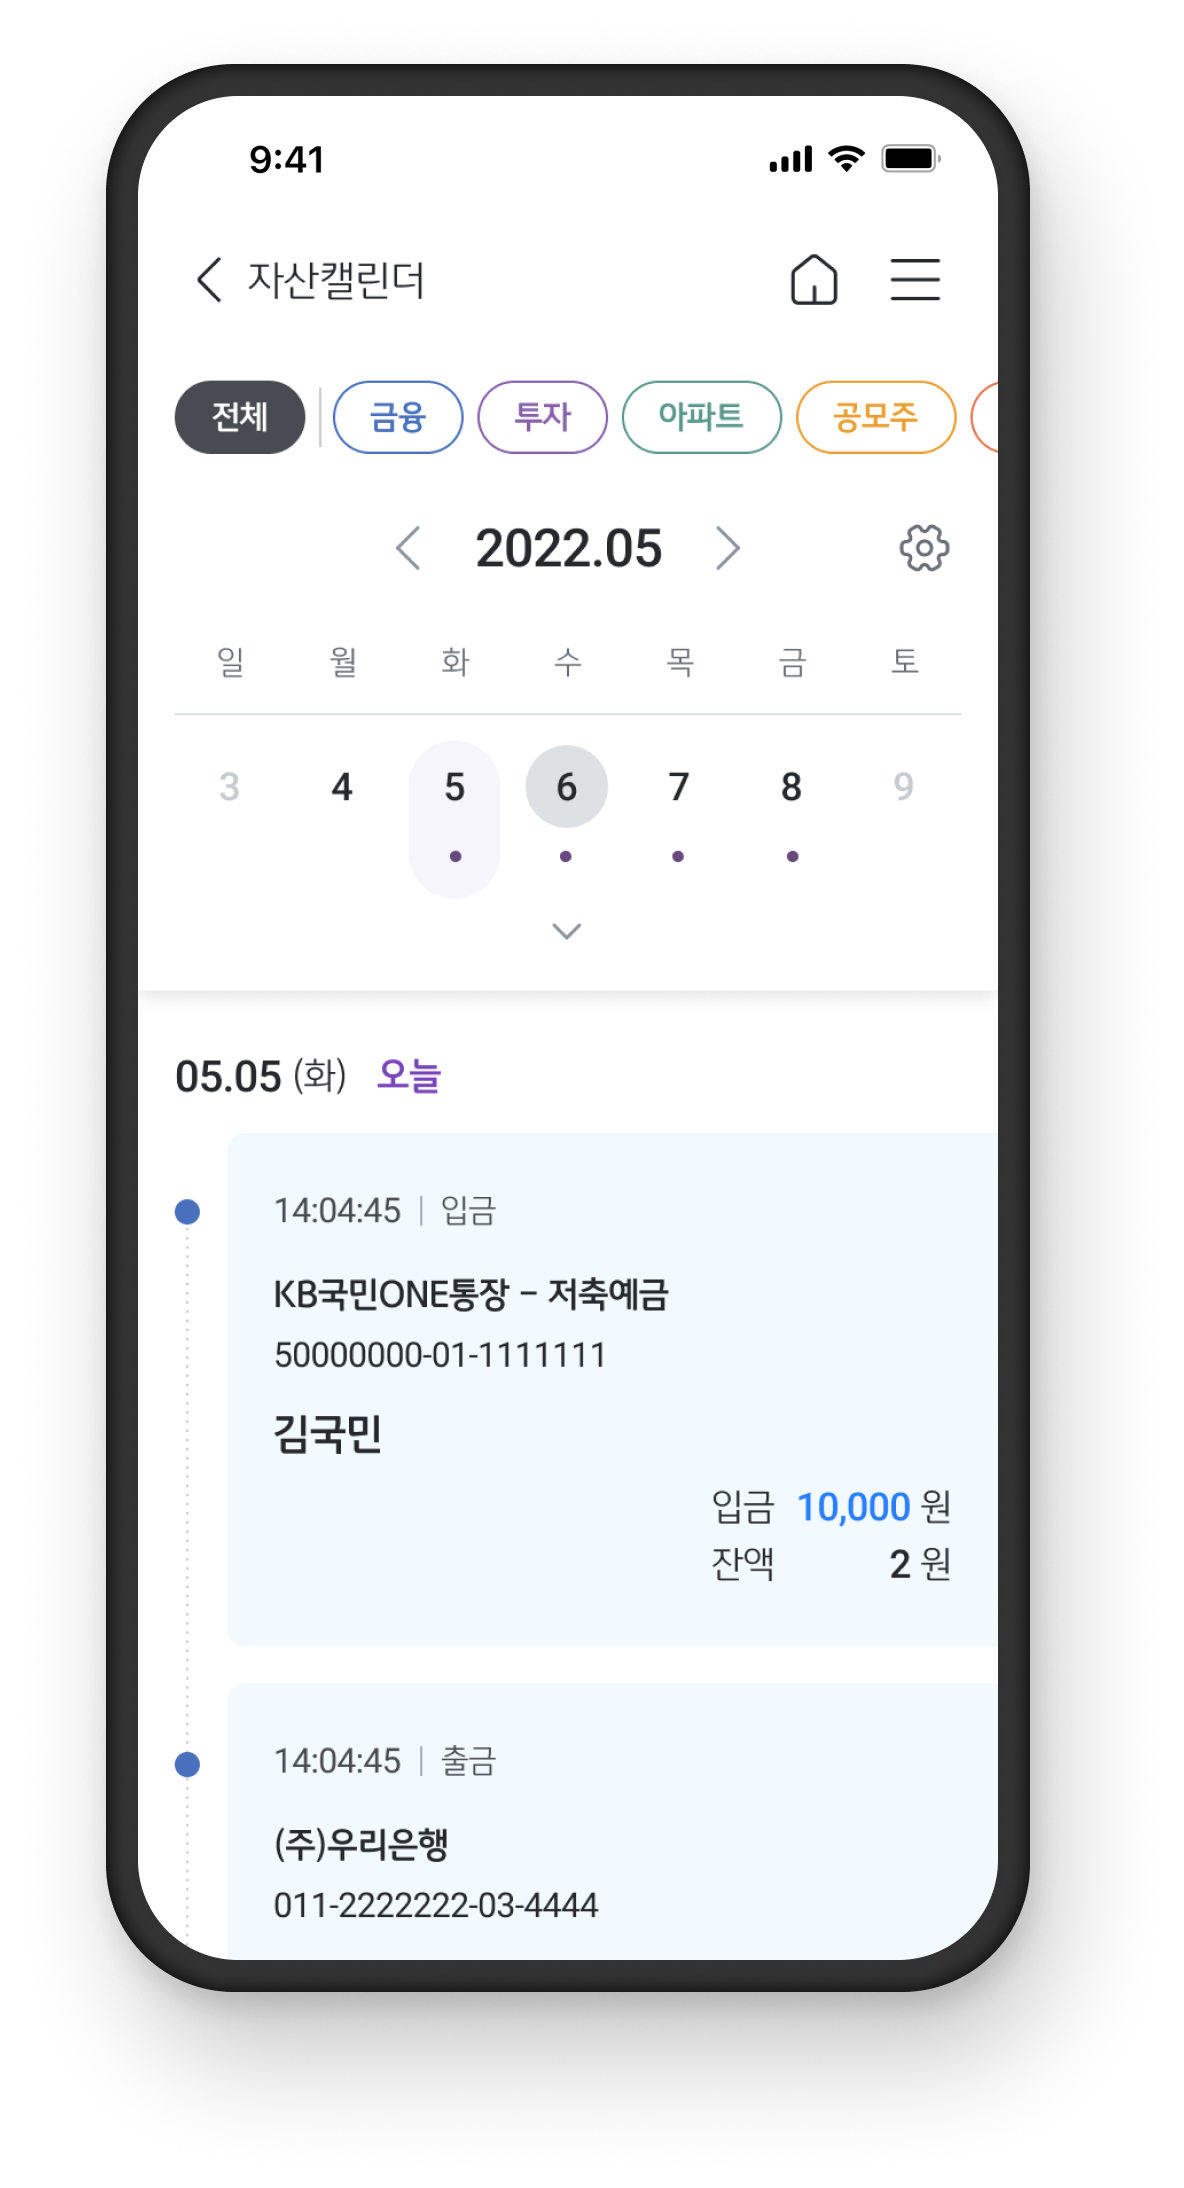 9:41
자산캘린더
전체 금융 투자 아파트 공모주
2022.05
일 월 화 수 목 금 토
3 4 5 6 7 8 9
05.05 (화) 오늘
14:04:45 | 입금
KB국민ONE통장 – 저축예금
50000000-01-1111111
김국민
입금 10,000 원
잔액 2 원
14:04:45 | 출금
(주)우리은행
011-2222222-03-4444